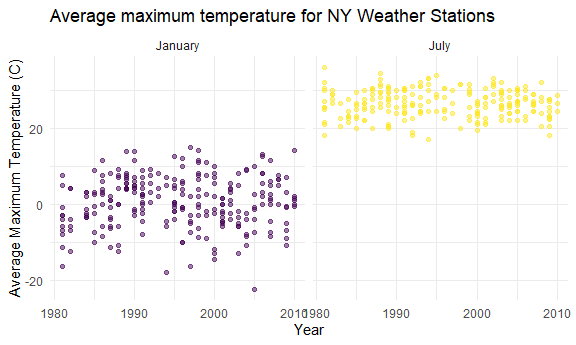 Average maximum temperature for NY Weather Stations
January July
Average Maximum Temperature (C)
20
0
-20
1980 1990 2000 2010 1980 1990 2000 2010
Year